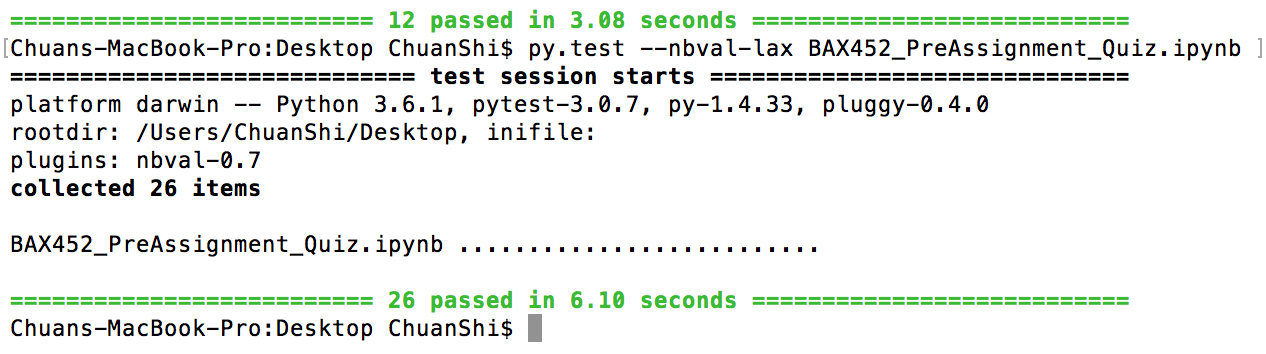 ========================== 12 passed in 3.08 seconds ===========================
[Chuans-MacBook-Pro:Desktop ChuanShi$ py.test --nbval-lax BAX452_PreAssignment_Quiz.ipynb ]
============================= test session starts ==============================
platform darwin -- Python 3.6.1, pytest-3.0.7, py-1.4.33, pluggy-0.4.0
rootdir: /Users/ChuanShi/Desktop, inifile:
plugins: nbval-0.7
collected 26 items
BAX452_PreAssignment_Quiz.ipynb ..........................
========================== 26 passed in 6.10 seconds ===========================
Chuans-MacBook-Pro:Desktop ChuanShi$